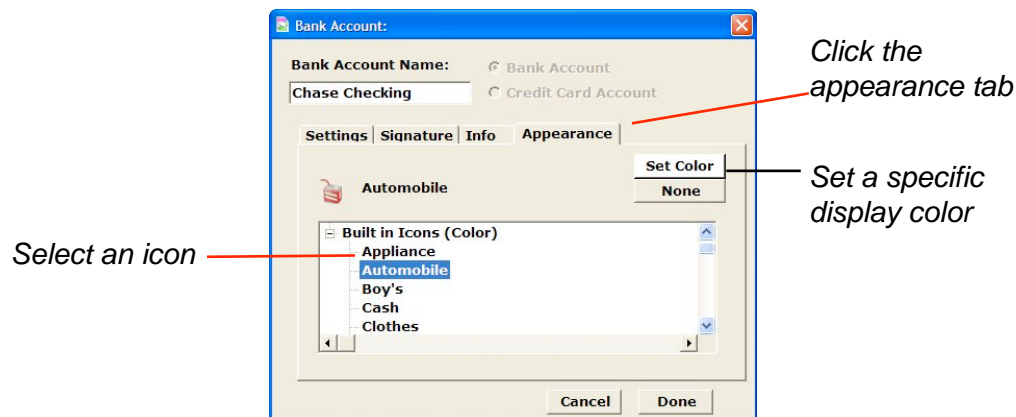 Bank Account:
Bank Account Name:
Bank Account
Chase Checking
Credit Card Account
Click the
appearance tab
Settings Signature Info Appearance
Set Color
Automobile
None
Set a specific
display color
Built in Icons (Color)
Select an icon
Appliance
Automobile
Boy's
Cash
Clothes
Cancel Done